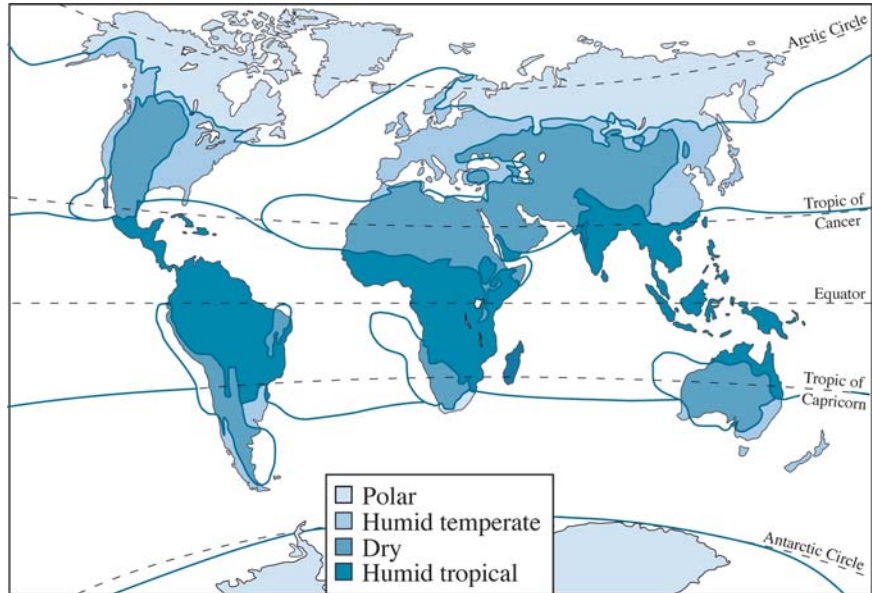 Arctic Circle
Tropic of
Cancer
Equator
Tropic of
Capricorn
Polar
Humid temperate
Dry
Humid tropical
Antarctic Circle